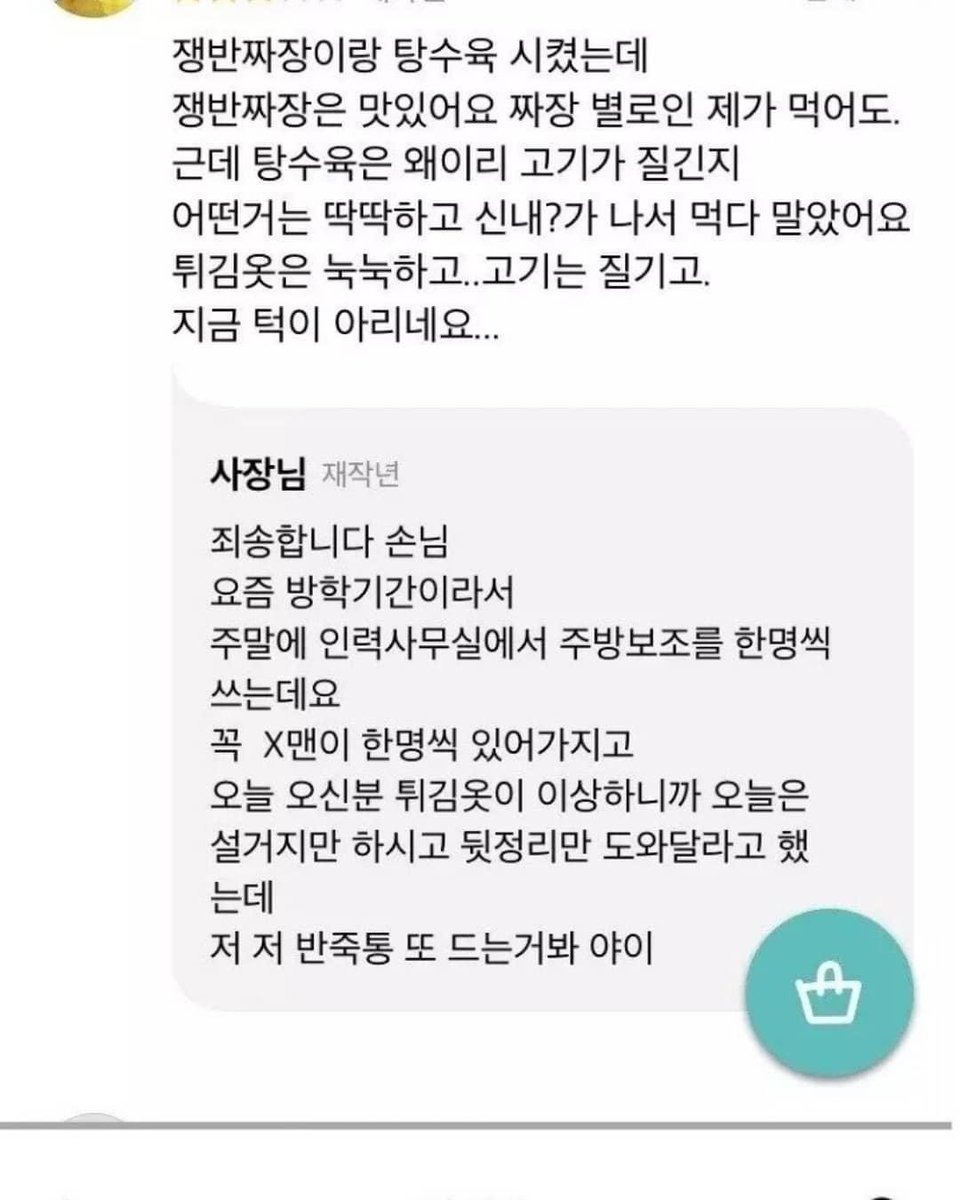 쟁반짜장이랑 탕수육 시켰는데
쟁반짜장은 맛있어요 짜장 별로인 제가 먹어도.
근데 탕수육은 왜이리 고기가 질긴지
어떤거는 딱딱하고 신내?가 나서 먹다 말았어요
튀김옷은 눅눅하고..고기는 질기고.
지금 턱이 아리네요...
사장님 재작년
죄송합니다 손님
요즘 방학기간이라서
주말에 인력사무실에서 주방보조를 한명씩
쓰는데요
꼭 X맨이 한명씩 있어가지고
오늘 오신분 튀김옷이 이상하니까 오늘은
설거지만 하시고 뒷정리만 도와달라고 했
는데
저 저 반죽통 또 드는거봐 야이